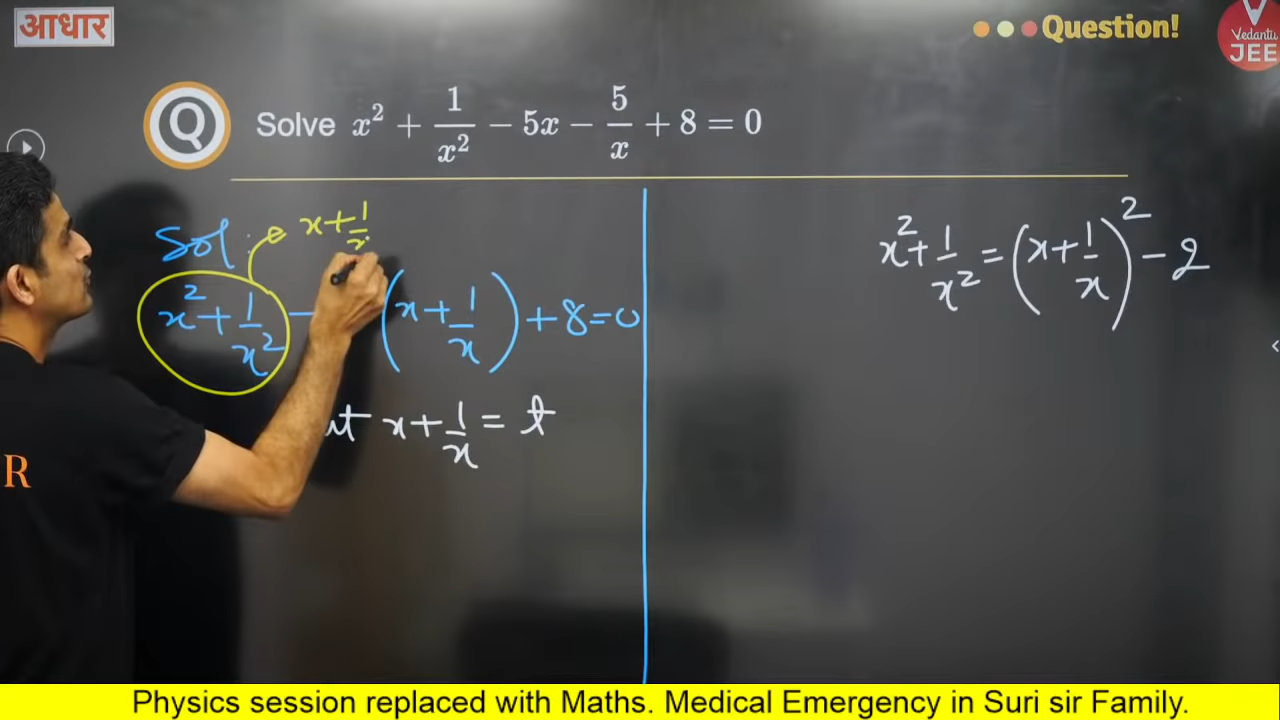 आधार
Question!
Vedantu
JEE
Q Solve x² + 1/x² − 5x − 5/x + 8 = 0
Sol :
x + 1/x
x² + 1/x² − (x + 1/x) + 8 = 0
x + 1/x = t
x² + 1/x² = (x + 1/x)² − 2
R
Physics session replaced with Maths. Medical Emergency in Suri sir Family.